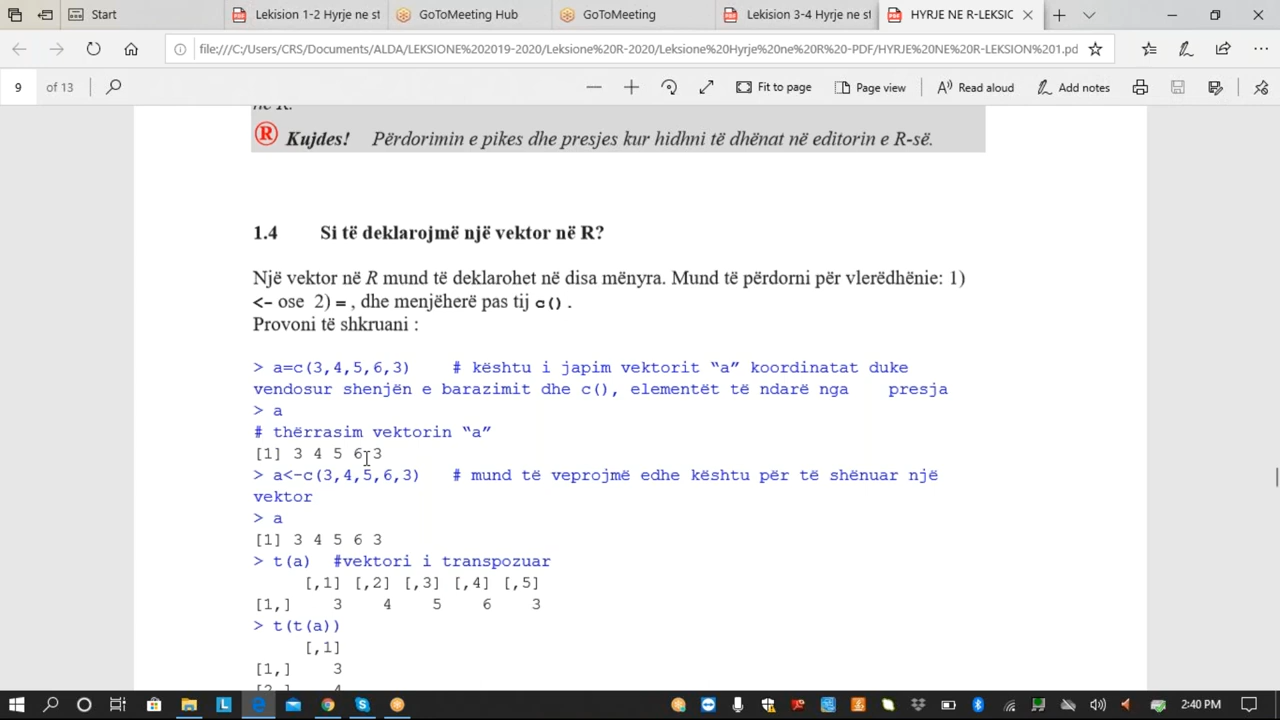 Start
Lekision 1-2 Hyrje ne st
GoToMeeting Hub
GoToMeeting
Lekision 3-4 Hyrje ne st
HYRJE NE R-LEKSIC
file:///C:/Users/CRS/Documents/ALDA/LEKSIONE%202019-2020/Leksione%20R-2020/Leksione%20Hyrje%20ne%20R%20-PDF/HYRJE%20NE%20R-LEKSION%201.pd
9 of 13
Fit to page
Page view
Read aloud
Add notes
në R.
® Kujdes! Përdorimin e pikes dhe presjes kur hidhni të dhënat në editorin e R-së.
1.4 Si të deklarojmë një vektor në R?
Një vektor në R mund të deklarohet në disa mënyra. Mund të përdorni për vlerëdhënie: 1)
<- ose 2) = , dhe menjëherë pas tij c() .
Provoni të shkruani :
> a=c(3,4,5,6,3) # kështu i japim vektorit “a” koordinatat duke
vendosur shenjën e barazimit dhe c(), elementët të ndarë nga presja
> a
# thërrasim vektorin “a”
[1] 3 4 5 6 3
> a<-c(3,4,5,6,3) # mund të veprojmë edhe kështu për të shënuar një
vektor
> a
[1] 3 4 5 6 3
> t(a) #vektori i transpozuar
[,1] [,2] [,3] [,4] [,5]
[1,] 3 4 5 6 3
> t(t(a))
[,1]
[1,] 3
[2,] 4
2:40 PM